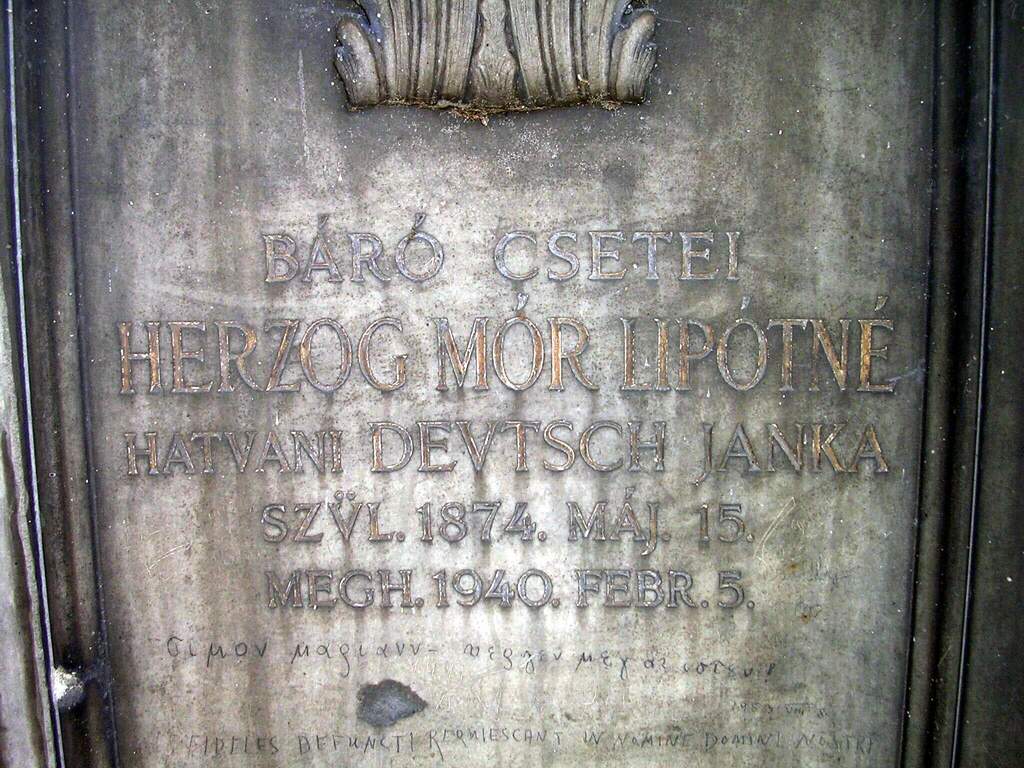 BÁRÓ CSETEI
HERZOG MÓR LIPÓTNÉ
HATVANI DEVTSCH JANKA
SZV̈L. 1874. MÁJ. 15.
MEGH. 1940. FEBR. 5.
FIDELES DEFUNCTI REQUIESCANT IN NOMINE DOMINI NOSTRI